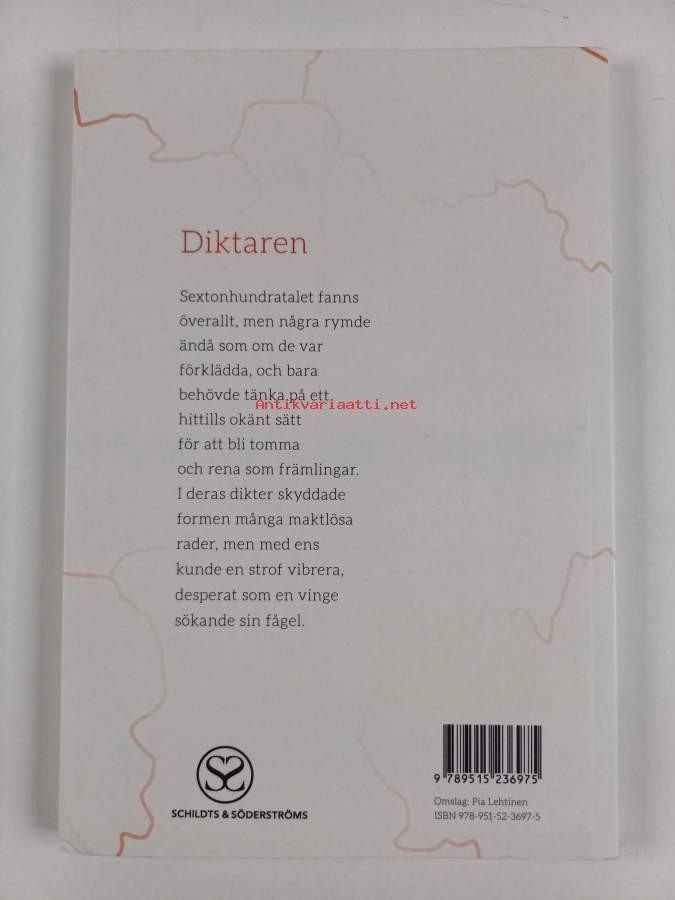 Diktaren
Sextonhundratalet fanns
överallt, men några rymde
ändå som om de var
förklädda, och bara
behövde tänka på ett,
Antikvariaatti.net
hittills okänt sätt
för att bli tomma
och rena som främlingar.
I deras dikter skyddade
formen många maktlösa
rader, men med ens
kunde en strof vibrera,
desperat som en vinge
sökande sin fågel.
SCHILDTS & SÖDERSTRÖMS
9 789515 236975
Omslag: Pia Lehtinen
ISBN 978-951-52-3697-5